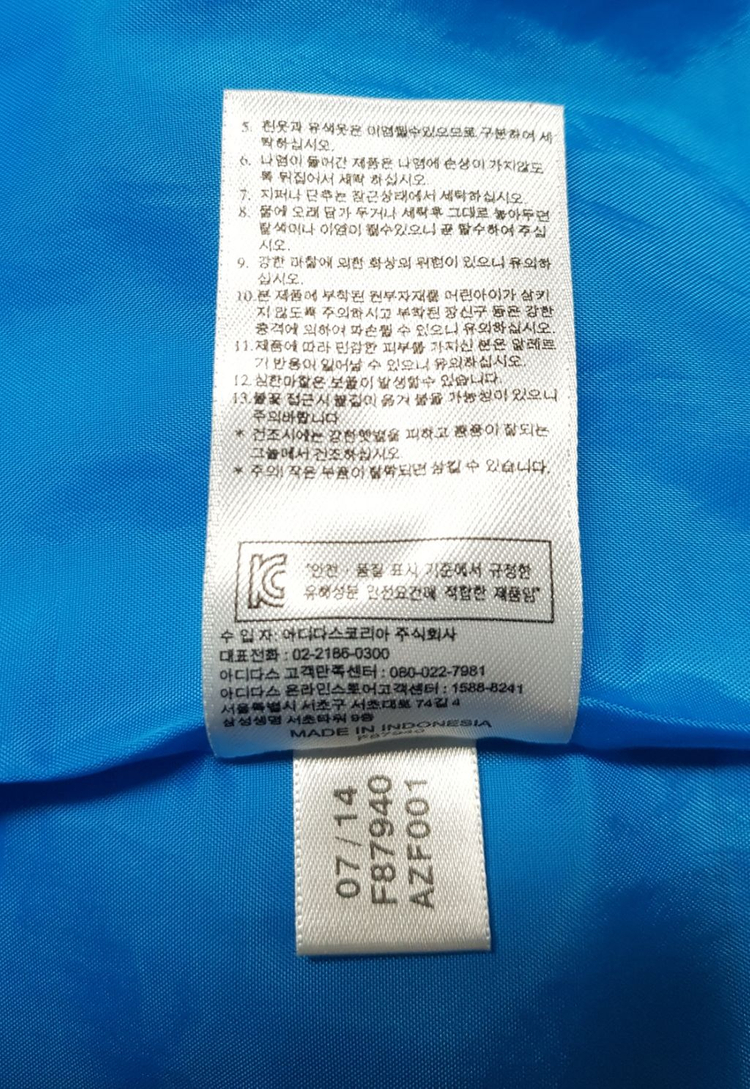 5. 흰옷과 유색옷은 이염될수있으므로 구분하여 세
탁하십시오.
6. 나염이 들어간 제품은 나염에 손상이 가지않도
록 뒤집어서 세탁 하십시오.
7. 지퍼나 단추는 잠근상태에서 세탁하십시오.
8. 물에 오래 담가 두거나 세탁후 그대로 놓아두면
탈색이나 이염이 될수있으니 곧 탈수하여 주십
시오.
9. 강한 마찰에 의한 화상의 위험이 있으니 유의하
십시오.
10.본 제품에 부착된 원부자재를 어린아이가 삼키
지 않도록 주의하시고 부착된 장신구 등은 강한
충격에 의하여 파손될 수 있으니 유의하십시오.
11.제품에 따라 민감한 피부를 가지신 분은 알레르
기 반응이 일어날 수 있으니 유의하십시오.
12.심한마찰은 보풀이 발생할수 있습니다.
13.불꽃 접근시 불길이 옮겨 붙을 가능성이 있으니
주의바랍니다
* 건조시에는 강한햇볕을 피하고 통풍이 잘되는
그늘에서 건조하십시오.
* 주의! 작은 부품이 탈락되면 삼킬 수 있습니다.
"안전·품질 표시 기준에서 규정한
유해성분 안전요건에 적합한 제품임"
수 입 자: 아디다스코리아 주식회사
대표전화 : 02-2186-0300
아디다스 고객만족센터 : 080-022-7981
아디다스 온라인스토어고객센터 : 1588-8241
서울특별시 서초구 서초대로 74길 4
삼성생명 서초타워 9층
MADE IN INDONESIA
F87940
07/14
F87940
AZF001